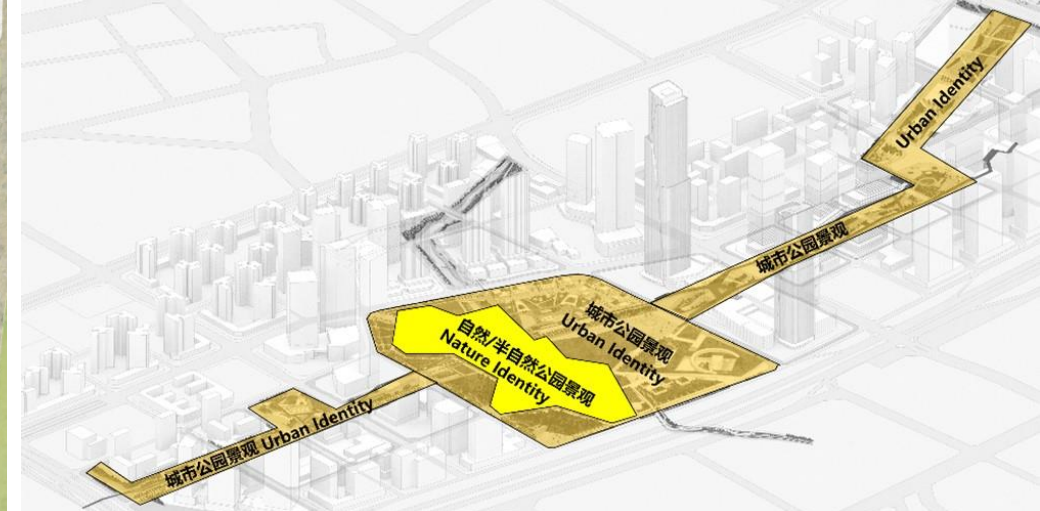 Urban Identity
城市公园景观
城市公园景观
Urban Identity
自然/半自然公园景观
Nature Identity
城市公园景观 Urban Identity